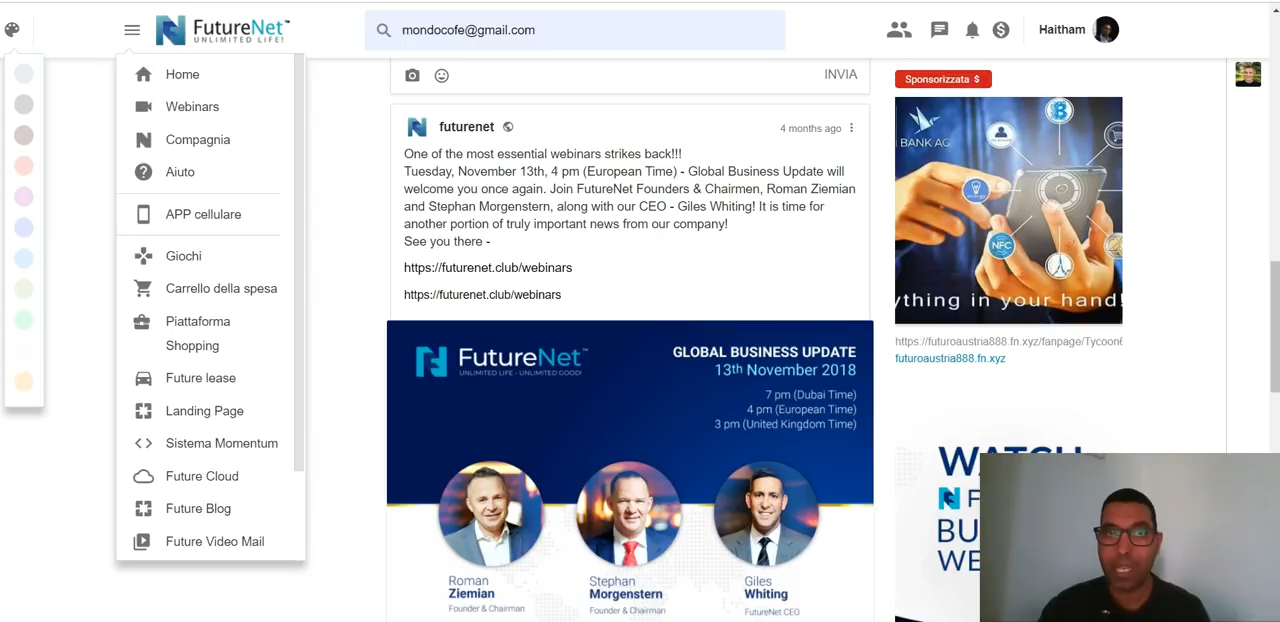 FutureNet™
UNLIMITED LIFE!
mondocofe@gmail.com
Haitham
Home
Webinars
Compagnia
Aiuto
APP cellulare
Giochi
Carrello della spesa
Piattaforma
Shopping
Future lease
Landing Page
Sistema Momentum
Future Cloud
Future Blog
Future Video Mail
INVIA
futurenet
4 months ago
One of the most essential webinars strikes back!!!
Tuesday, November 13th, 4 pm (European Time) - Global Business Update will
welcome you once again. Join FutureNet Founders & Chairmen, Roman Ziemian
and Stephan Morgenstern, along with our CEO - Giles Whiting! It is time for
another portion of truly important news from our company!
See you there -
https://futurenet.club/webinars
https://futurenet.club/webinars
FutureNet™
UNLIMITED LIFE - UNLIMITED GOOD!
GLOBAL BUSINESS UPDATE
13th November 2018
7 pm (Dubai Time)
4 pm (European Time)
3 pm (United Kingdom Time)
Roman
Ziemian
Founder & Chairman
Stephan
Morgenstern
Founder & Chairman
Giles
Whiting
FutureNet CEO
Sponsorizzata $
BANK AG
NFC
ything in your hand!
https://futuroaustria888.fn.xyz/fanpage/Tycoon6
futuroaustria888.fn.xyz
WATCH
F
BU
WE